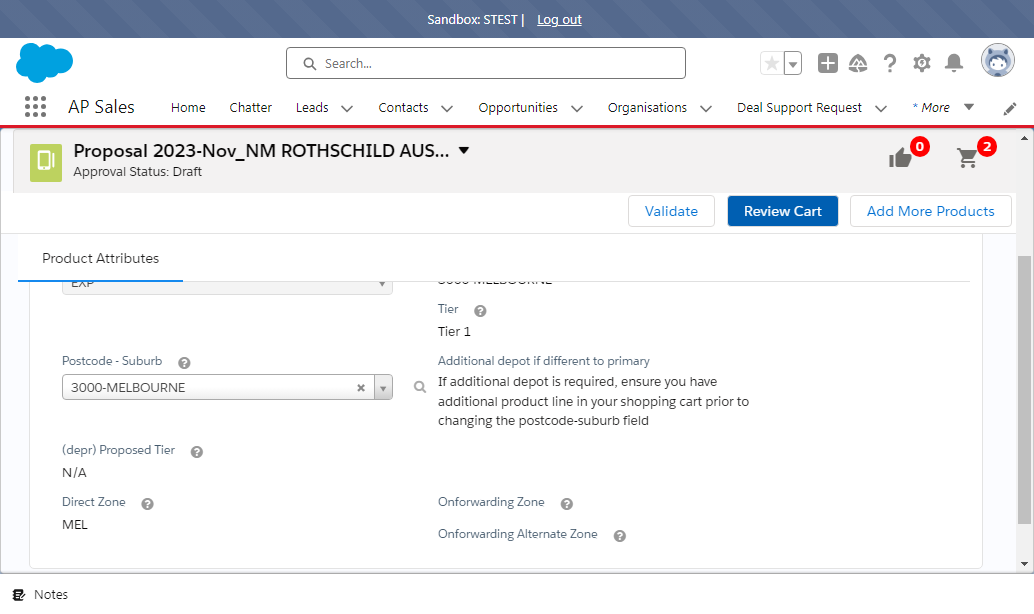 Sandbox: STEST | Log out
Search...
AP Sales Home Chatter Leads Contacts Opportunities Organisations Deal Support Request * More
Proposal 2023-Nov_NM ROTHSCHILD AUS...
Approval Status: Draft
0
2
Validate Review Cart Add More Products
Product Attributes
EXP
3000-MELBOURNE
Tier
Tier 1
Postcode - Suburb
3000-MELBOURNE
Additional depot if different to primary
If additional depot is required, ensure you have
additional product line in your shopping cart prior to
changing the postcode-suburb field
(depr) Proposed Tier
N/A
Direct Zone
MEL
Onforwarding Zone
Onforwarding Alternate Zone
Notes